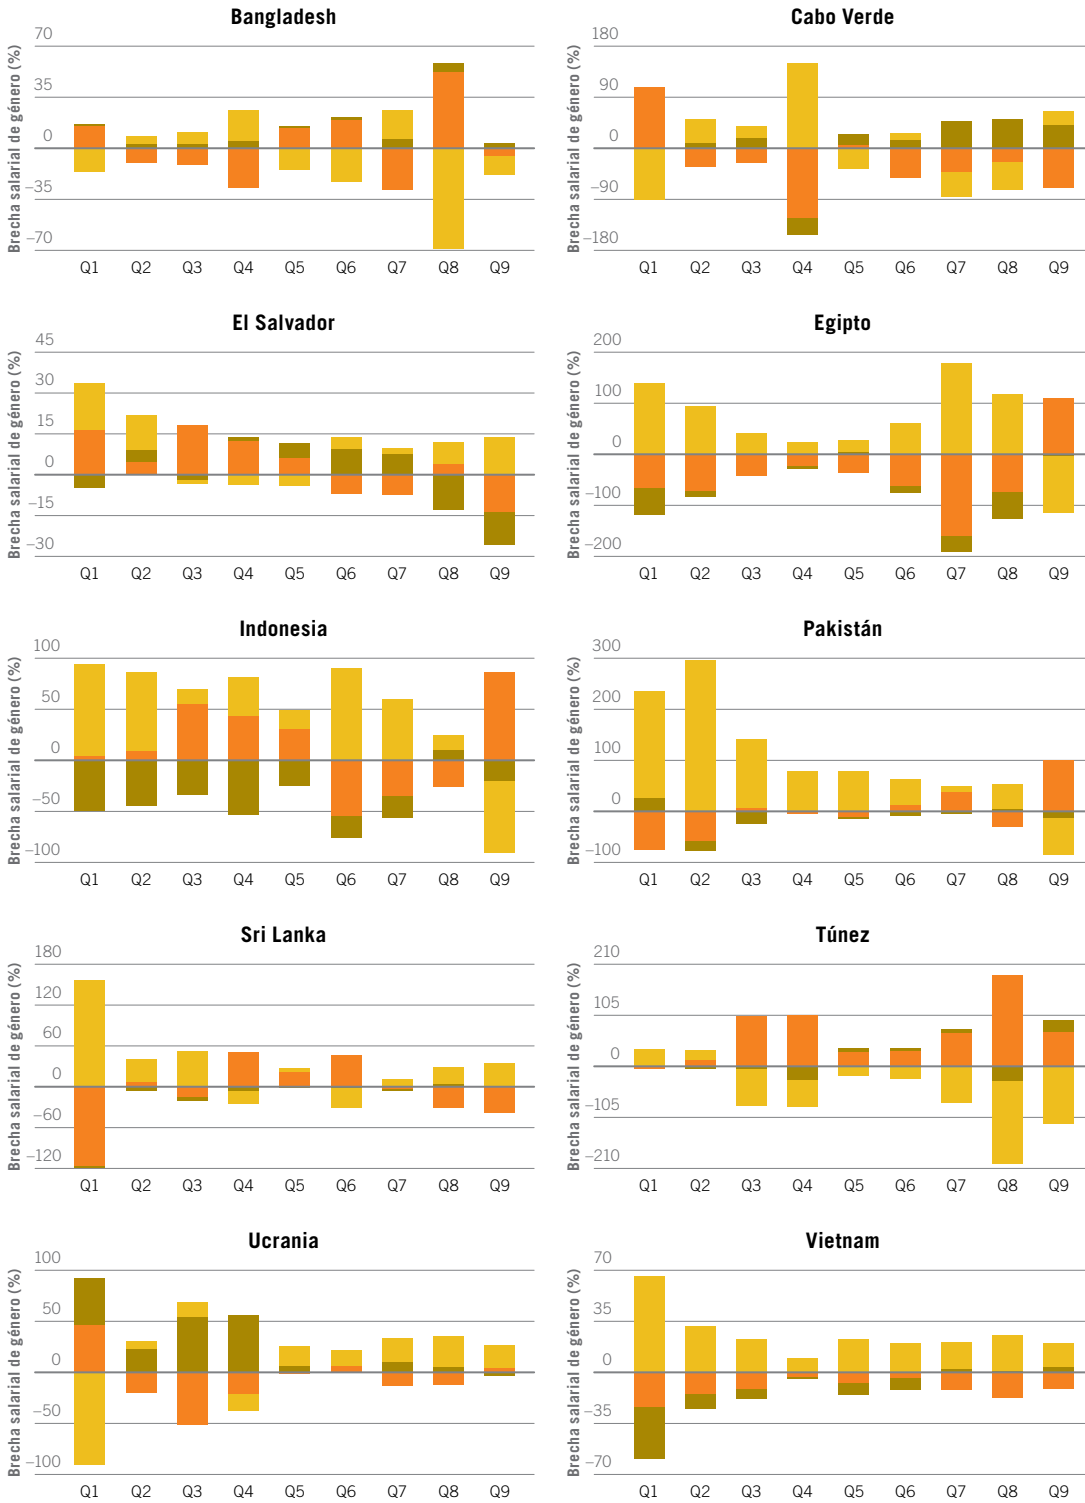 Bangladesh
Brecha salarial de género (%)
70
35
0
–35
–70
Q1 Q2 Q3 Q4 Q5 Q6 Q7 Q8 Q9
Cabo Verde
Brecha salarial de género (%)
180
90
0
–90
–180
Q1 Q2 Q3 Q4 Q5 Q6 Q7 Q8 Q9
El Salvador
Brecha salarial de género (%)
45
30
15
0
–15
–30
Q1 Q2 Q3 Q4 Q5 Q6 Q7 Q8 Q9
Egipto
Brecha salarial de género (%)
200
100
0
–100
–200
Q1 Q2 Q3 Q4 Q5 Q6 Q7 Q8 Q9
Indonesia
Brecha salarial de género (%)
100
50
0
–50
–100
Q1 Q2 Q3 Q4 Q5 Q6 Q7 Q8 Q9
Pakistán
Brecha salarial de género (%)
300
200
100
0
–100
Q1 Q2 Q3 Q4 Q5 Q6 Q7 Q8 Q9
Sri Lanka
Brecha salarial de género (%)
180
120
60
0
–60
–120
Q1 Q2 Q3 Q4 Q5 Q6 Q7 Q8 Q9
Túnez
Brecha salarial de género (%)
210
105
0
–105
–210
Q1 Q2 Q3 Q4 Q5 Q6 Q7 Q8 Q9
Ucrania
Brecha salarial de género (%)
100
50
0
–50
–100
Q1 Q2 Q3 Q4 Q5 Q6 Q7 Q8 Q9
Vietnam
Brecha salarial de género (%)
70
35
0
–35
–70
Q1 Q2 Q3 Q4 Q5 Q6 Q7 Q8 Q9